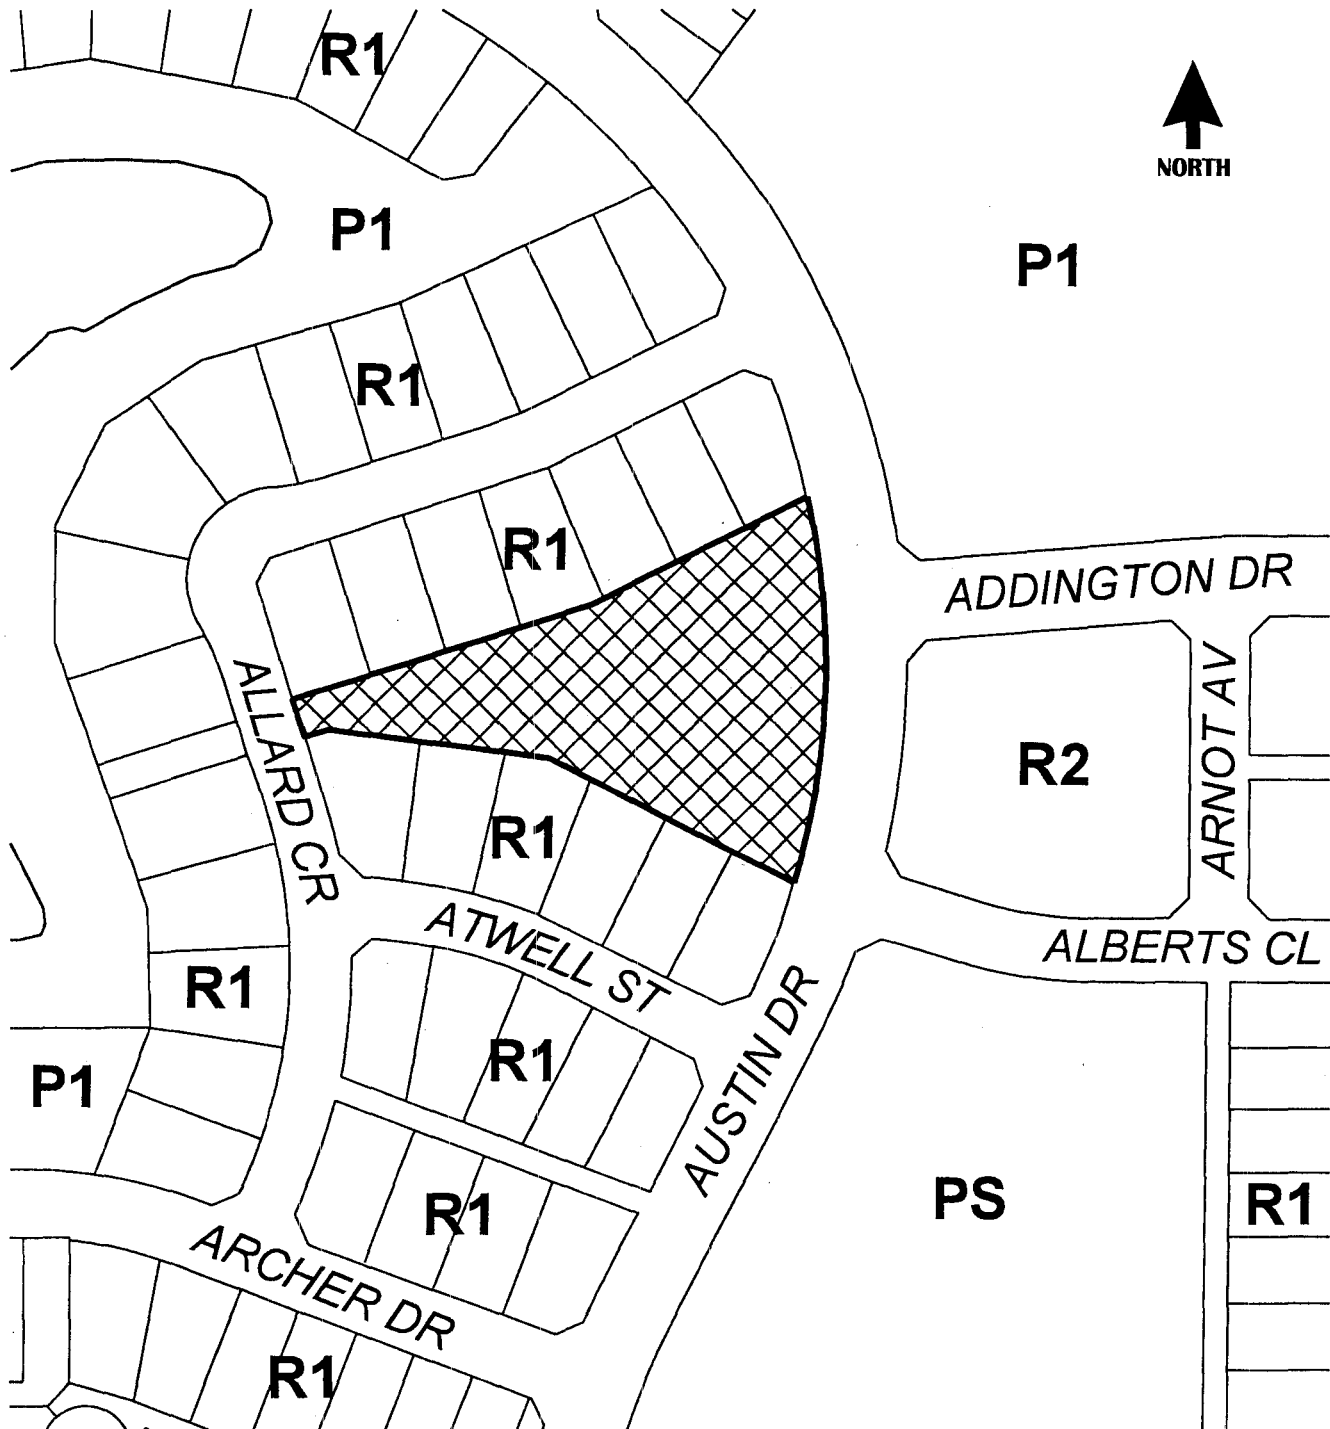 R1
NORTH
P1
P1
R1
R1
ADDINGTON DR
ALLARD CR
ARNOT AV
R2
R1
ATWELL ST
ALBERTS CL
R1
AUSTIN DR
R1
P1
R1
PS
R1
ARCHER DR
R1